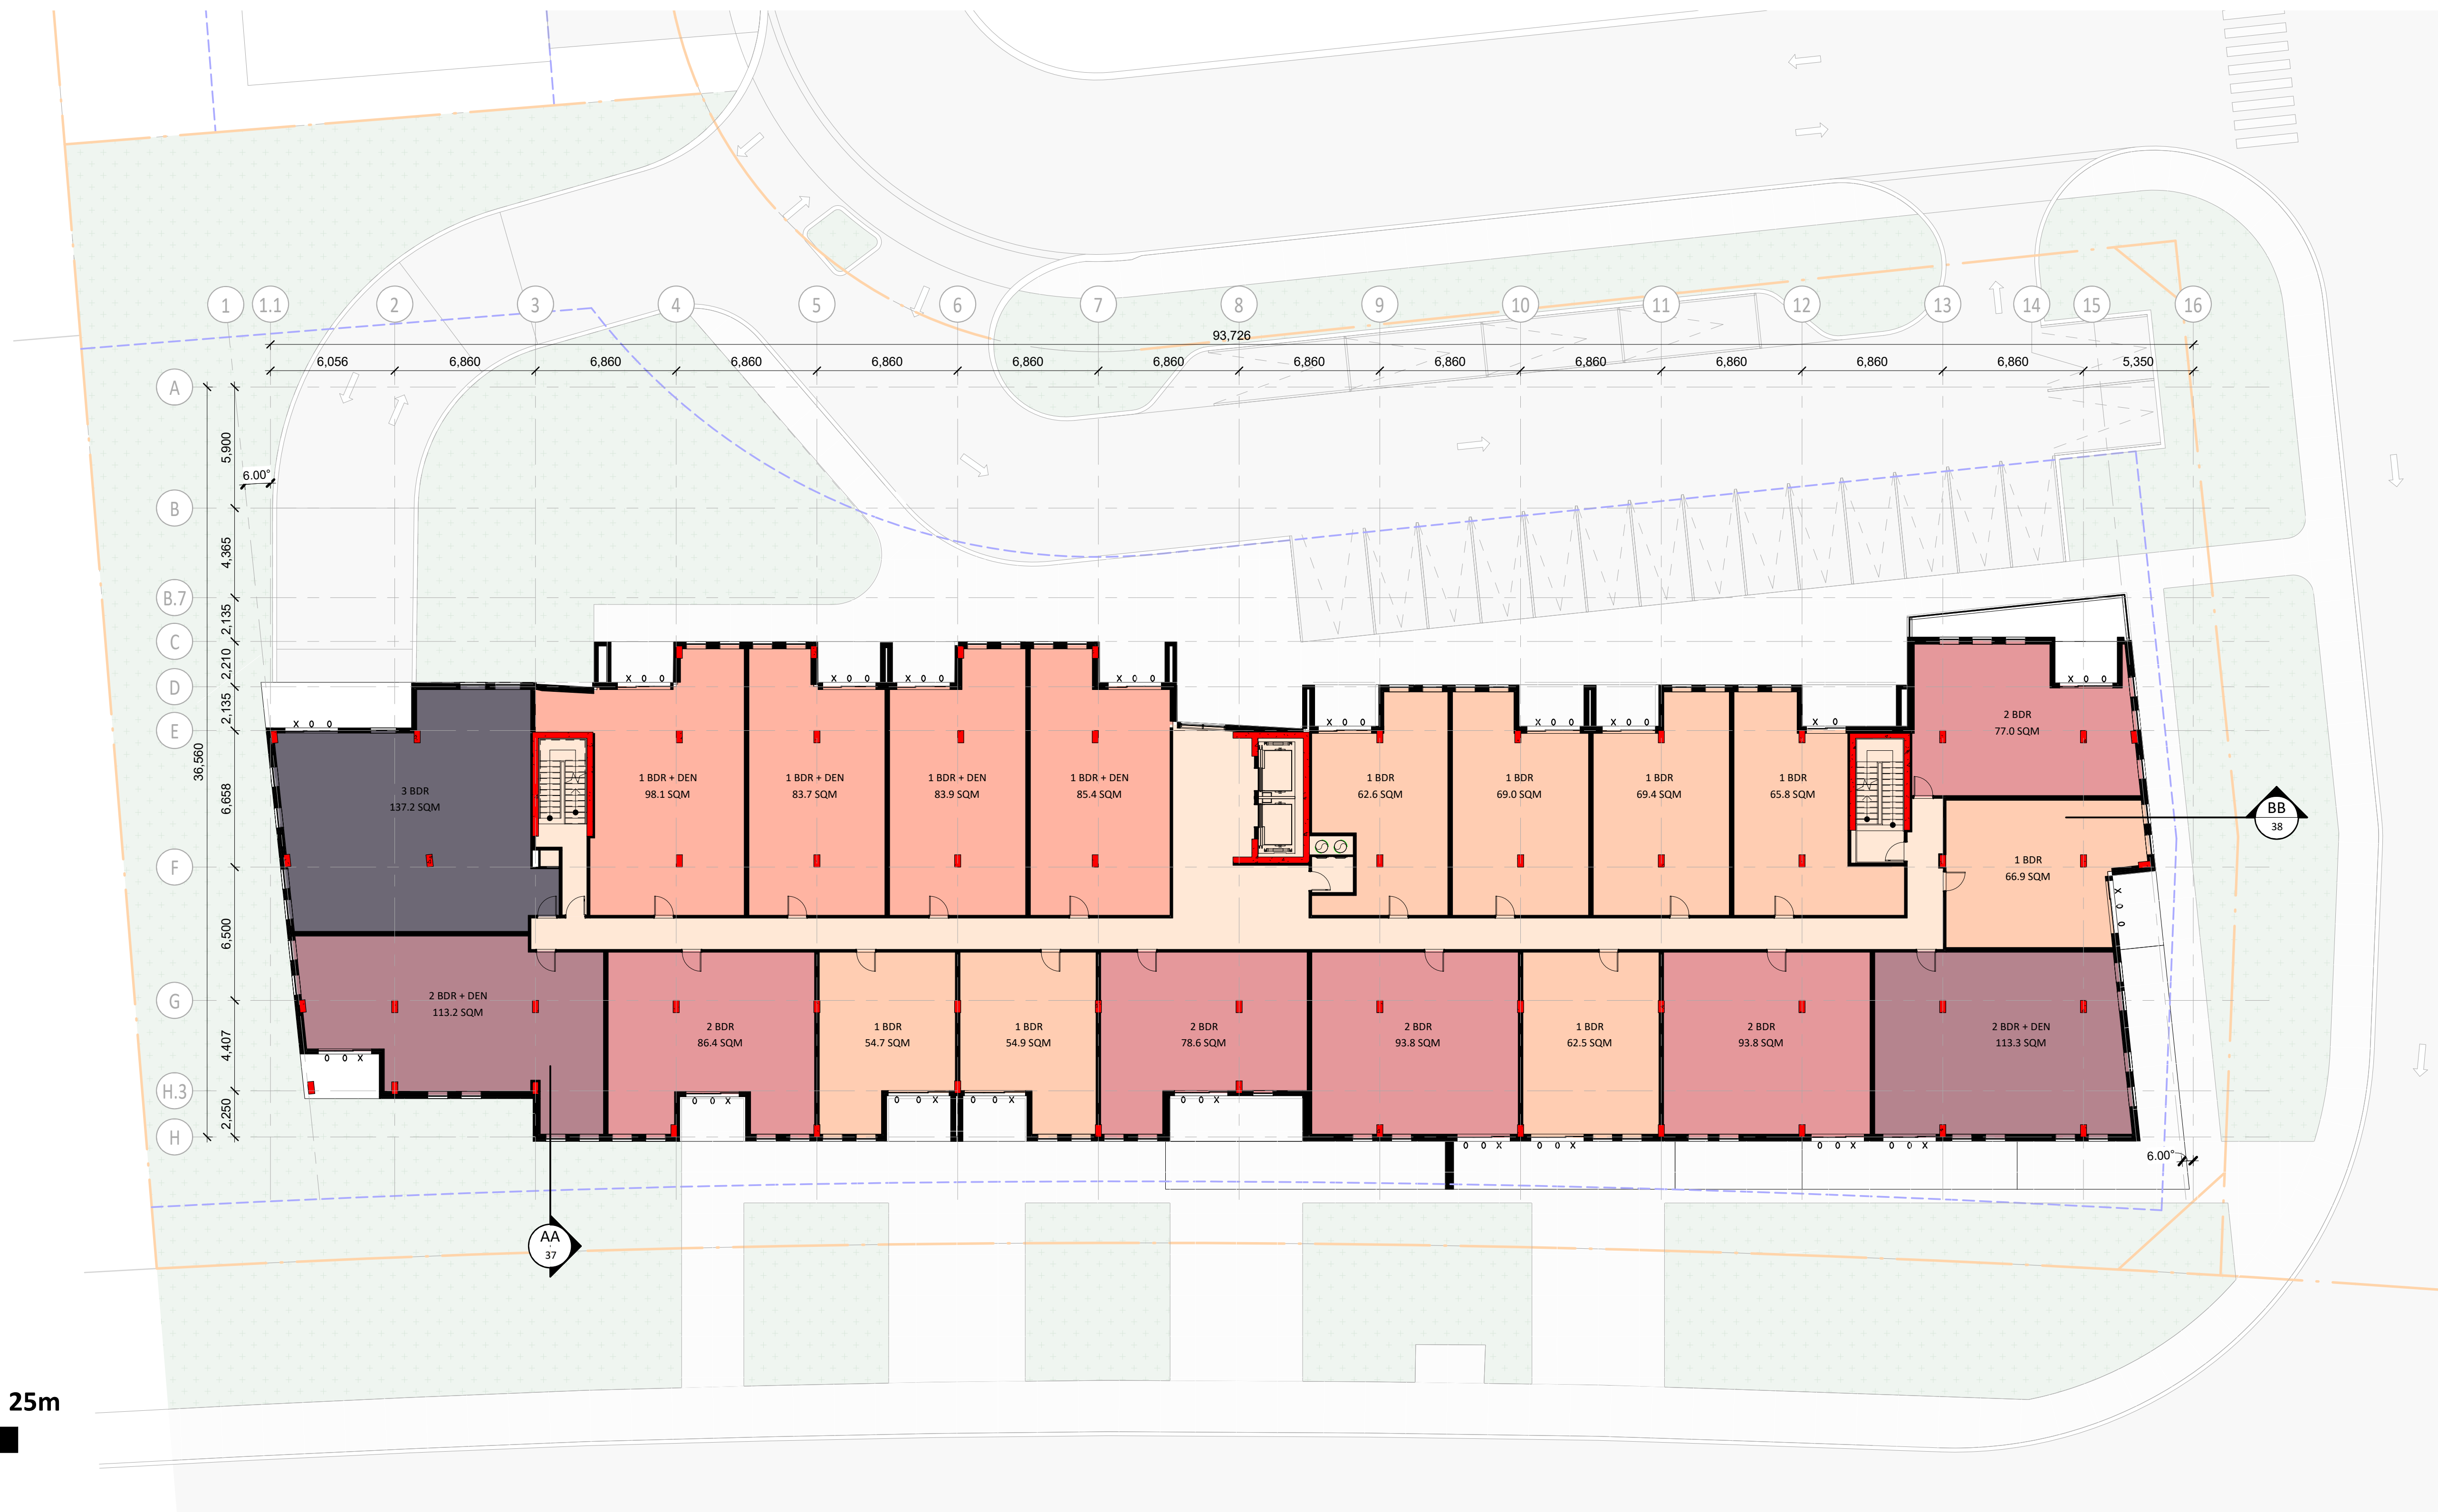 1 1.1 2 3 4 5 6 7 8 9 10 11 12 13 14 15 16
93,726
6,056 6,860 6,860 6,860 6,860 6,860 6,860 6,860 6,860 6,860 6,860 6,860 6,860 5,350
A
5,900
6.00°
B
4,365
B.7
2,135
C
2,210
D
2,135
E
36,560
6,658
F
6,500
G
4,407
H.3
2,250
H
X O O
X O O
X O O
X O O
X O O
X O O
X O O
X O O
X O O
X O
3 BDR
137.2 SQM
1 BDR + DEN
98.1 SQM
1 BDR + DEN
83.7 SQM
1 BDR + DEN
83.9 SQM
1 BDR + DEN
85.4 SQM
1 BDR
62.6 SQM
1 BDR
69.0 SQM
1 BDR
69.4 SQM
1 BDR
65.8 SQM
2 BDR
77.0 SQM
1 BDR
66.9 SQM
X O O
BB
38
2 BDR + DEN
113.2 SQM
2 BDR
86.4 SQM
1 BDR
54.7 SQM
1 BDR
54.9 SQM
2 BDR
78.6 SQM
2 BDR
93.8 SQM
1 BDR
62.5 SQM
2 BDR
93.8 SQM
2 BDR + DEN
113.3 SQM
O O X
O O X
O O X
O O X
O O X
O O X
O O X
O O X
O O X
6.00°
AA
37
25m